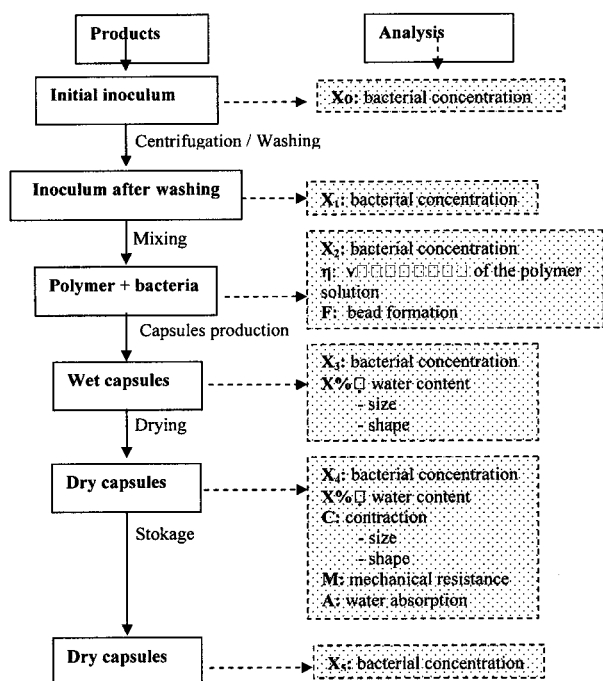 Products
Analysis
Initial inoculum
Xo: bacterial concentration
Centrifugation / Washing
Inoculum after washing
X₁: bacterial concentration
Mixing
X₂: bacterial concentration
η: of the polymer
solution
F: bead formation
Polymer + bacteria
Capsules production
X₃: bacterial concentration
X% water content
- size
- shape
Wet capsules
Drying
X₄: bacterial concentration
X% water content
C: contraction
- size
- shape
M: mechanical resistance
A: water absorption
Dry capsules
Stokage
Dry capsules
bacterial concentration